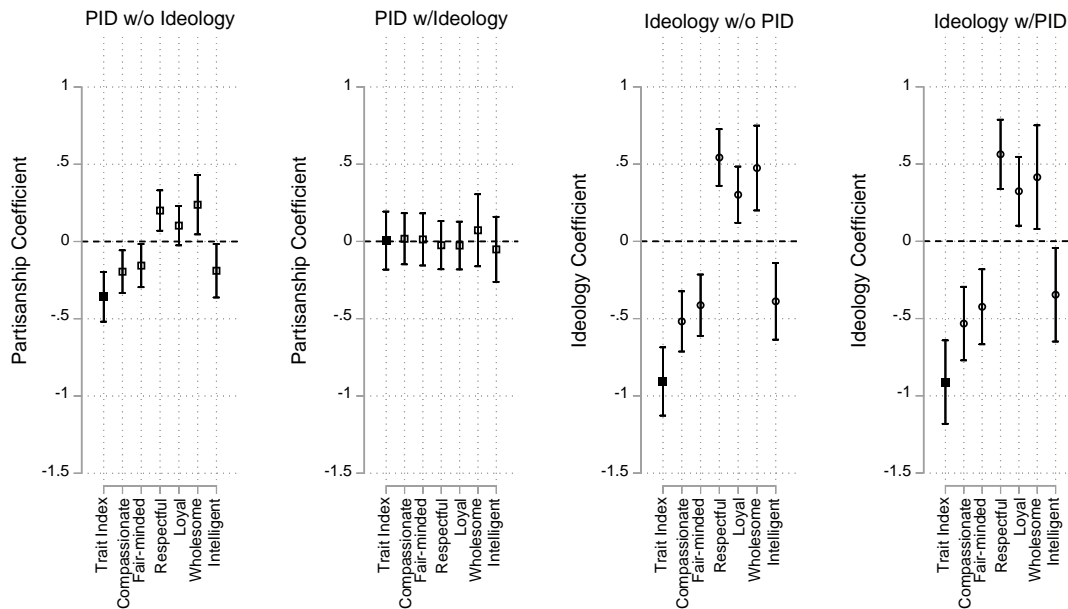 PID w/o Ideology
Partisanship Coefficient
1
.5
0
-.5
-1
-1.5
Trait Index
Compassionate
Fair-minded
Respectful
Loyal
Wholesome
Intelligent
PID w/Ideology
Partisanship Coefficient
1
.5
0
-.5
-1
-1.5
Trait Index
Compassionate
Fair-minded
Respectful
Loyal
Wholesome
Intelligent
Ideology w/o PID
Ideology Coefficient
1
.5
0
-.5
-1
-1.5
Trait Index
Compassionate
Fair-minded
Respectful
Loyal
Wholesome
Intelligent
Ideology w/PID
Ideology Coefficient
1
.5
0
-.5
-1
-1.5
Trait Index
Compassionate
Fair-minded
Respectful
Loyal
Wholesome
Intelligent